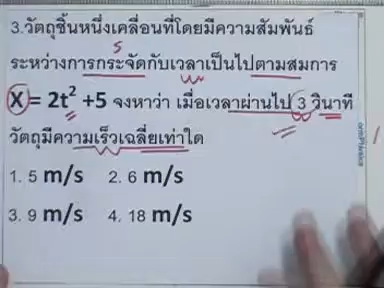 3.วัตถุชิ้นหนึ่งเคลื่อนที่โดยมีความสัมพันธ์
s
ระหว่างการกระจัดกับเวลาเป็นไปตามสมการ
X = 2t² +5 จงหาว่า เมื่อเวลาผ่านไป 3 วินาที
วัตถุมีความเร็วเฉลี่ยเท่าใด
1. 5 m/s 2. 6 m/s
3. 9 m/s 4. 18 m/s